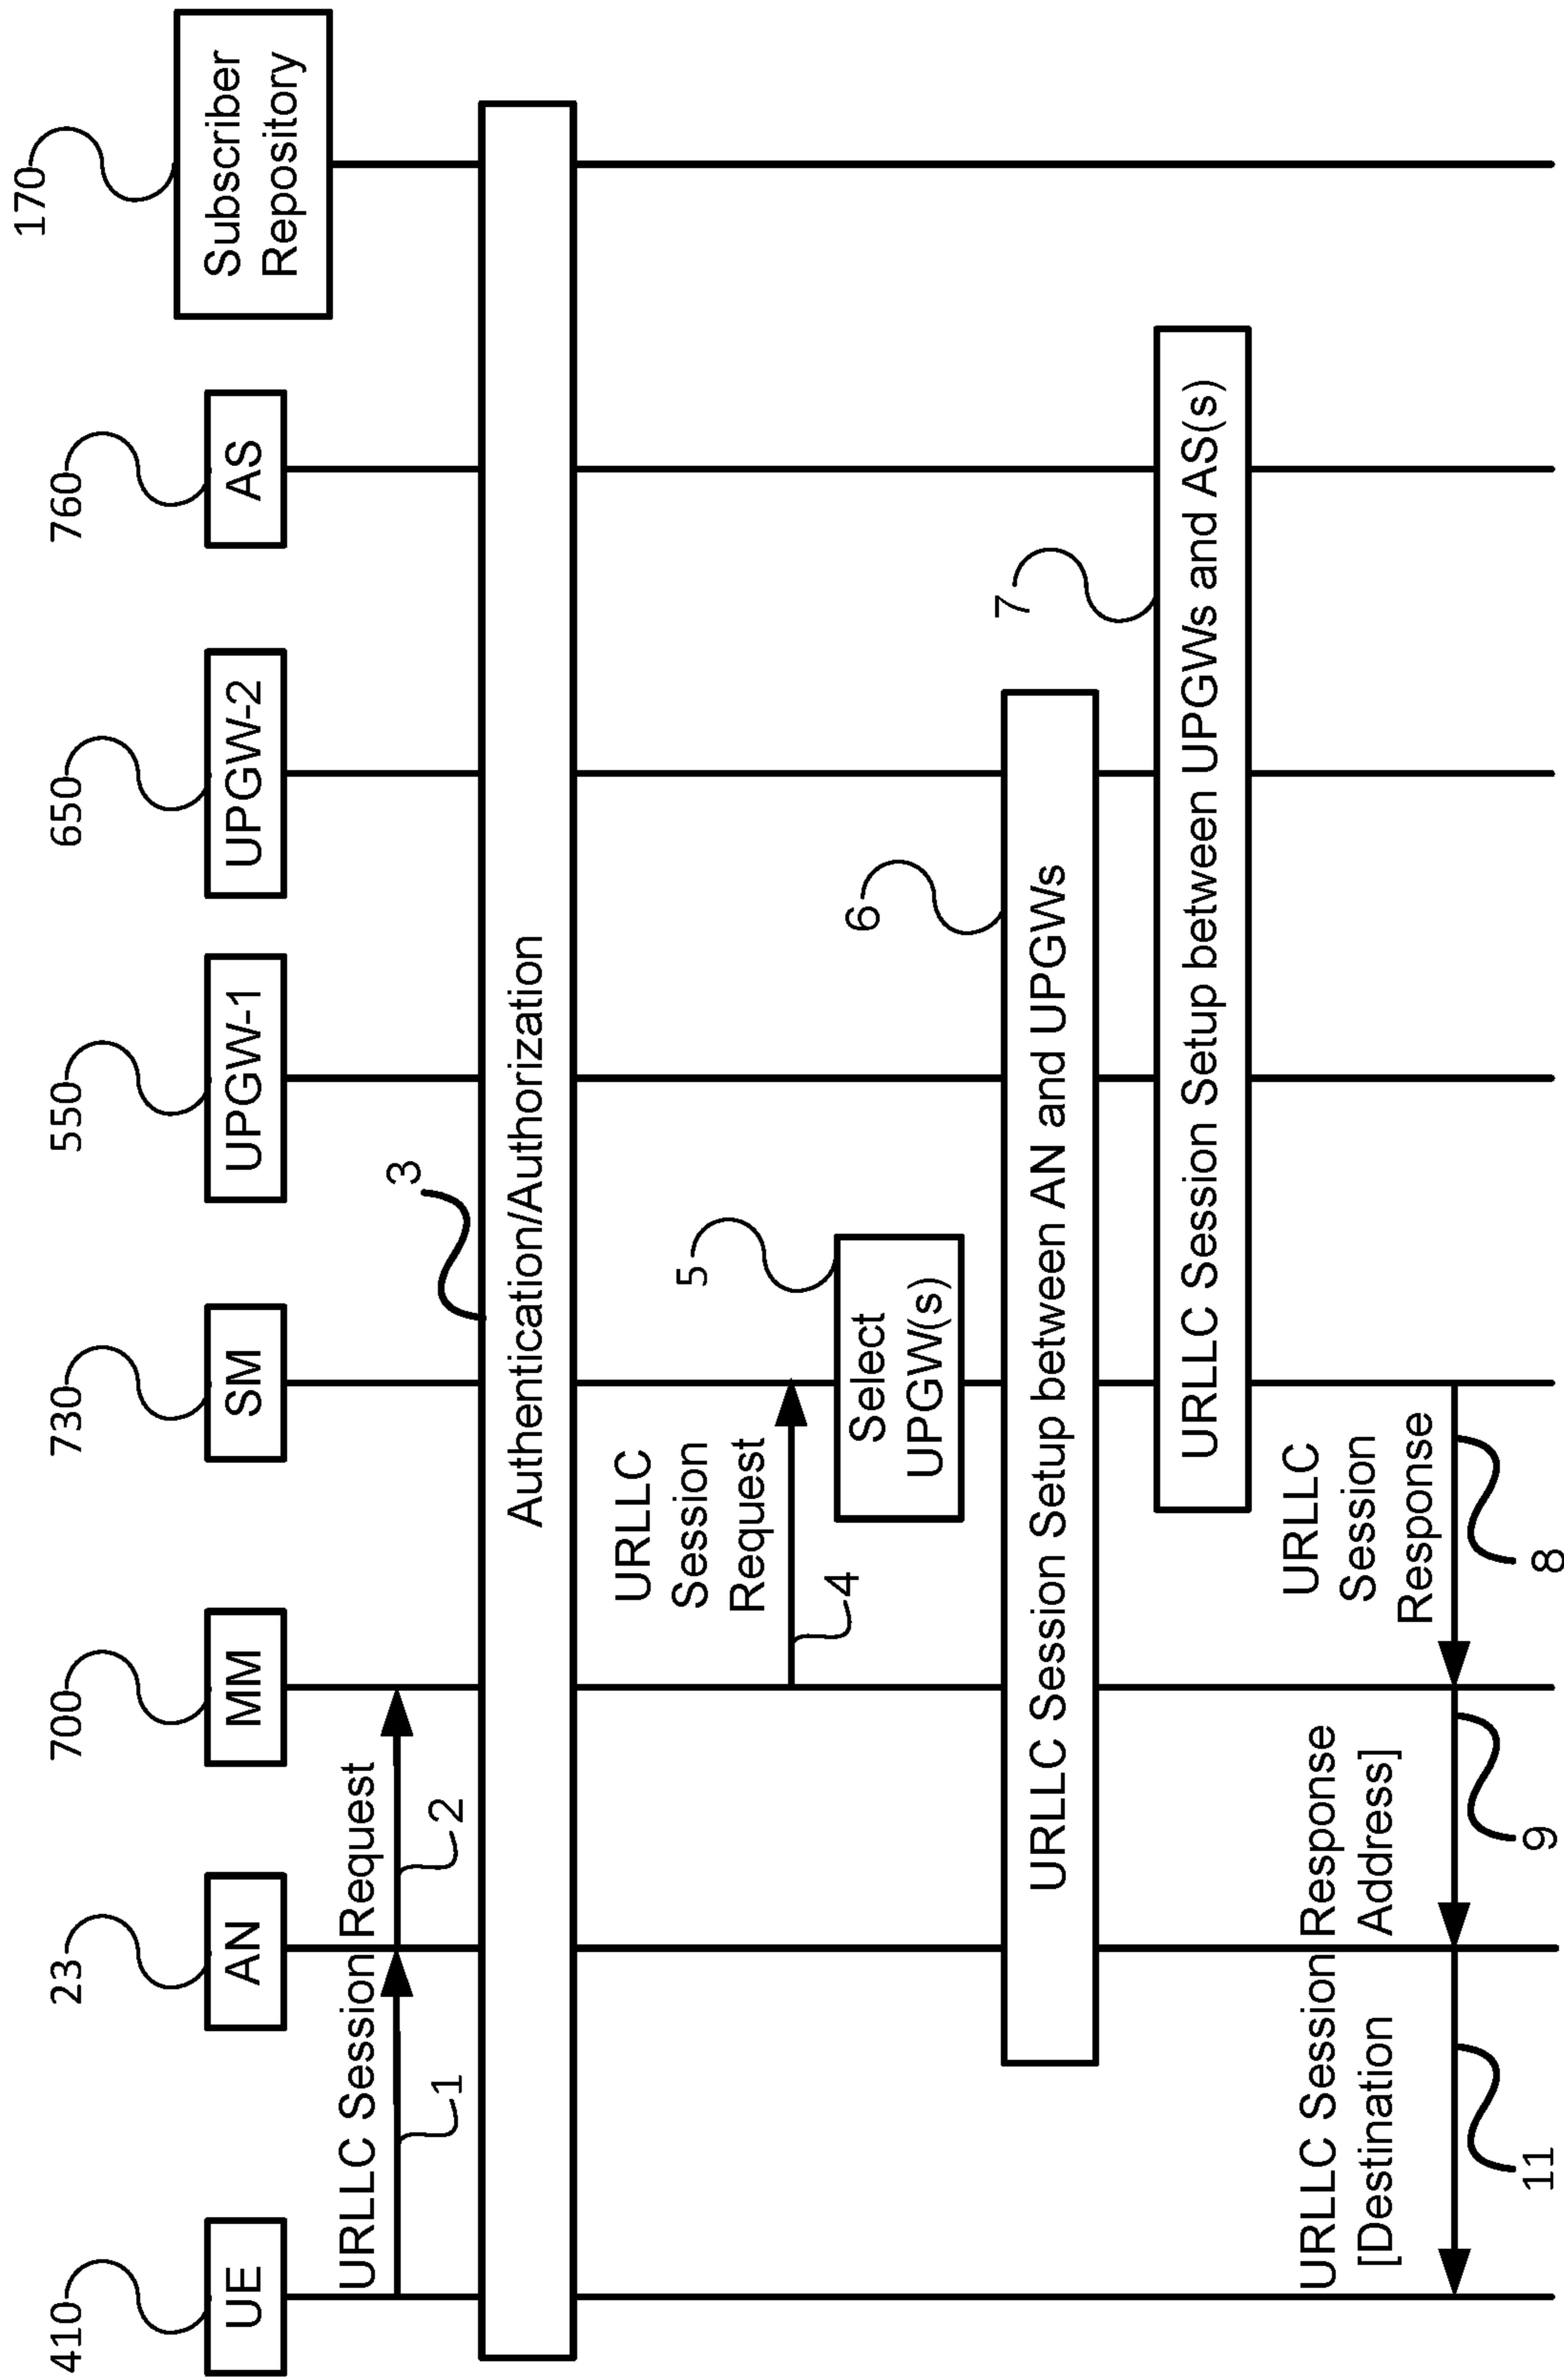 410
23
700
730
550
650
760
170
UE
AN
MM
SM
UPGW-1
UPGW-2
AS
Subscriber
Repository
URLLC Session Request
1
2
3
Authentication/Authorization
URLLC
Session
Request
4
5
Select
UPGW(s)
6
URLLC Session Setup between AN and UPGWs
7
URLLC Session Setup between UPGWs and AS(s)
URLLC
Session
Response
8
URLLC Session Response
[Destination Address]
9
11